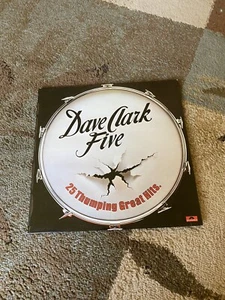 Dave Clark
Five
25 Thumping Great Hits.